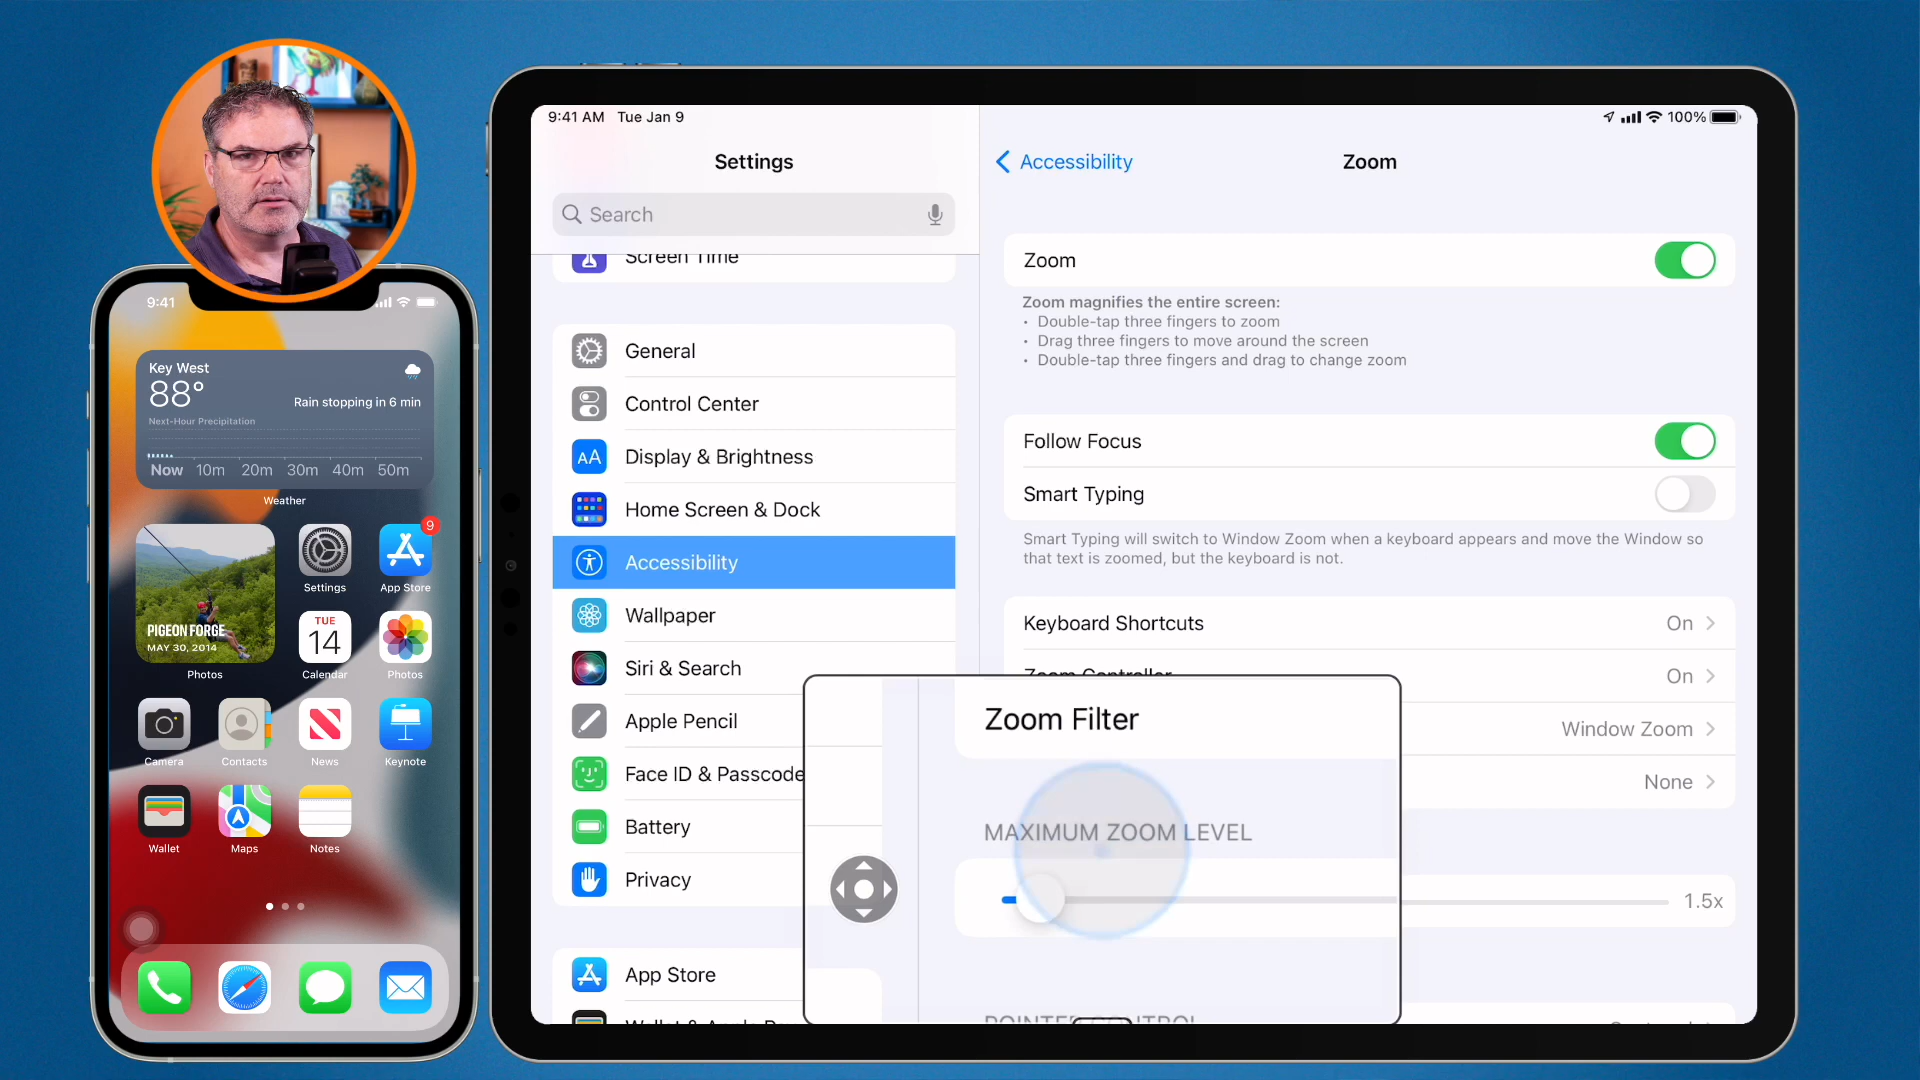 9:41
Key West
88°
Rain stopping in 6 min
Next-Hour Precipitation
Now 10m 20m 30m 40m 50m
Weather
PIGEON FORGE
MAY 30, 2014
Photos
Settings
9
App Store
TUE
14
Calendar
Photos
Camera
Contacts
News
Keynote
Wallet
Maps
Notes
9:41 AM Tue Jan 9
100%
Settings
Search
Screen Time
General
Control Center
AA
Display & Brightness
Home Screen & Dock
Accessibility
Wallpaper
Siri & Search
Apple Pencil
Face ID & Passcode
Battery
Privacy
App Store
Accessibility
Zoom
Zoom
Zoom magnifies the entire screen:
• Double-tap three fingers to zoom
• Drag three fingers to move around the screen
• Double-tap three fingers and drag to change zoom
Follow Focus
Smart Typing
Smart Typing will switch to Window Zoom when a keyboard appears and move the Window so
that text is zoomed, but the keyboard is not.
Keyboard Shortcuts On
Zoom Controller On
Window Zoom
Zoom Filter
None
MAXIMUM ZOOM LEVEL
1.5x
POINTER CONTROL